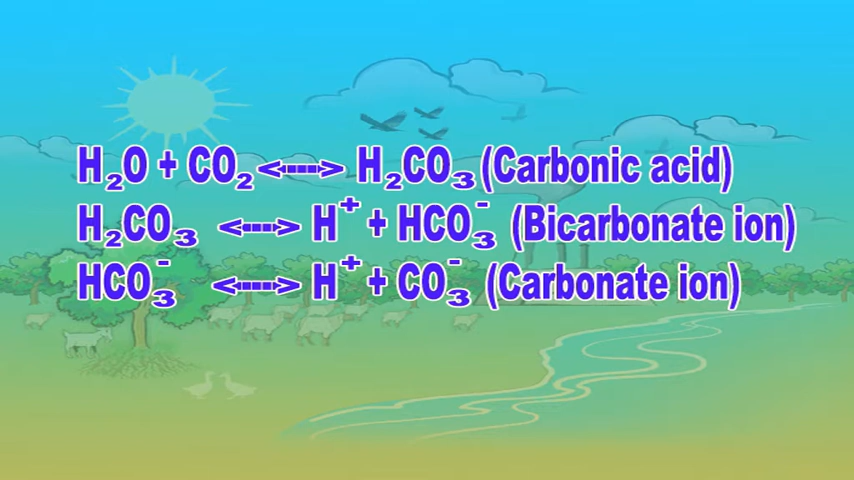 H₂O + CO₂ <---> H₂CO₃ (Carbonic acid)
H₂CO₃ <---> H⁺ + HCO₃⁻ (Bicarbonate ion)
HCO₃⁻ <---> H⁺ + CO₃⁻ (Carbonate ion)